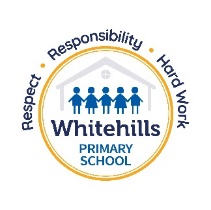 Respect • Responsibility • Hard Work
Whitehills
PRIMARY
SCHOOL